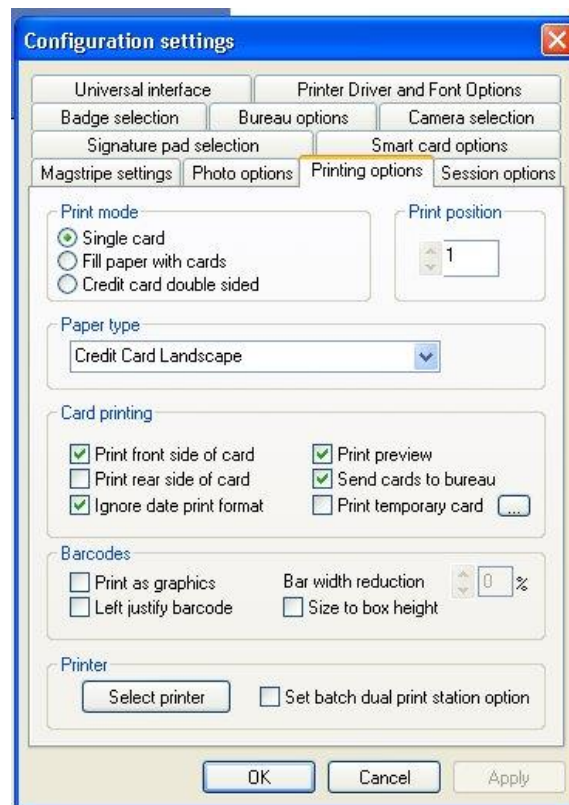 Configuration settings
Universal interface Printer Driver and Font Options
Badge selection Bureau options Camera selection
Signature pad selection Smart card options
Magstripe settings Photo options Printing options Session options
Print mode
Single card
Fill paper with cards
Credit card double sided
Print position
1
Paper type
Credit Card Landscape
Card printing
Print front side of card Print preview
Print rear side of card Send cards to bureau
Ignore date print format Print temporary card ...
Barcodes
Print as graphics Bar width reduction 0 %
Left justify barcode Size to box height
Printer
Select printer Set batch dual print station option
OK Cancel Apply